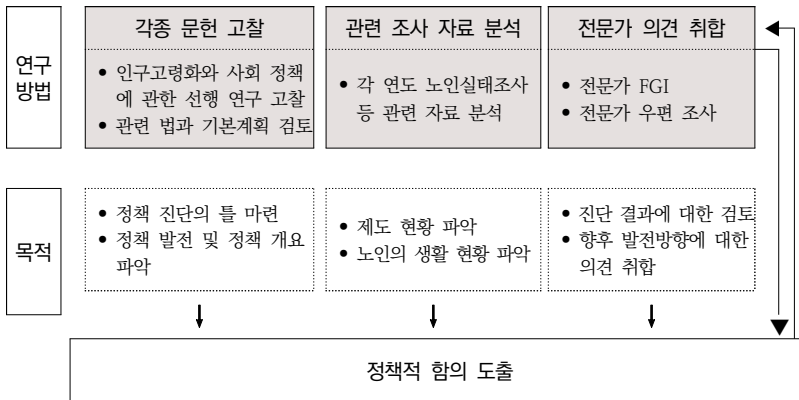 연구
방법
각종 문헌 고찰
• 인구고령화와 사회 정책
에 관한 선행 연구 고찰
• 관련 법과 기본계획 검토
관련 조사 자료 분석
• 각 연도 노인실태조사
등 관련 자료 분석
전문가 의견 취합
• 전문가 FGI
• 전문가 우편 조사
목적
• 정책 진단의 틀 마련
• 정책 발전 및 정책 개요
파악
• 제도 현황 파악
• 노인의 생활 현황 파악
• 진단 결과에 대한 검토
• 향후 발전방향에 대한
의견 취합
정책적 함의 도출